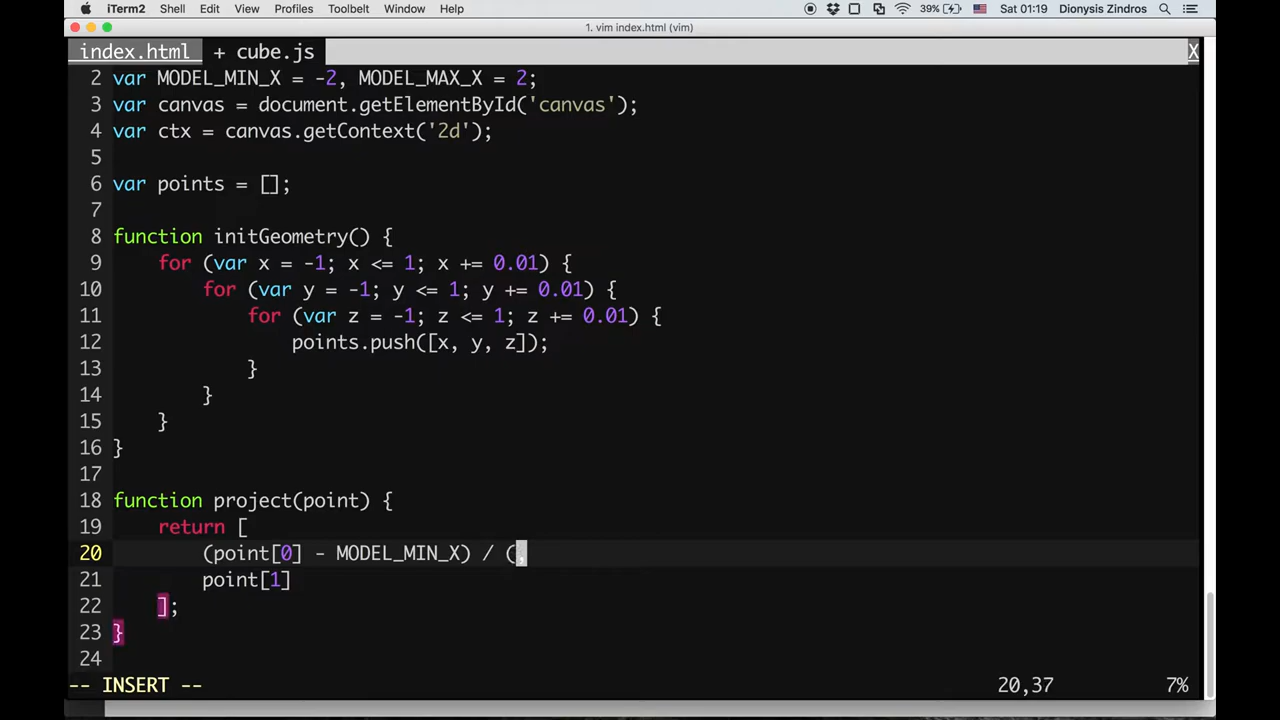 iTerm2 Shell Edit View Profiles Toolbelt Window Help 39% Sat 01:19 Dionysis Zindros
1. vim index.html (vim)
index.html + cube.js X
2 var MODEL_MIN_X = -2, MODEL_MAX_X = 2;
3 var canvas = document.getElementById('canvas');
4 var ctx = canvas.getContext('2d');
5
6 var points = [];
7
8 function initGeometry() {
9 for (var x = -1; x <= 1; x += 0.01) {
10 for (var y = -1; y <= 1; y += 0.01) {
11 for (var z = -1; z <= 1; z += 0.01) {
12 points.push([x, y, z]);
13 }
14 }
15 }
16 }
17
18 function project(point) {
19 return [
20 (point[0] - MODEL_MIN_X) / (,
21 point[1]
22 ];
23 }
24
-- INSERT -- 20,37 7%